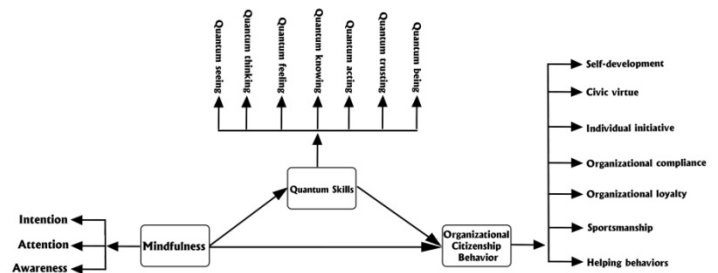 Quantum seeing
Quantum thinking
Quantum feeling
Quantum knowing
Quantum acting
Quantum trusting
Quantum being
Self-development
Civic virtue
Individual initiative
Organizational compliance
Organizational loyalty
Sportsmanship
Helping behaviors
Quantum Skills
Intention
Attention
Awareness
Mindfulness
Organizational
Citizenship
Behavior